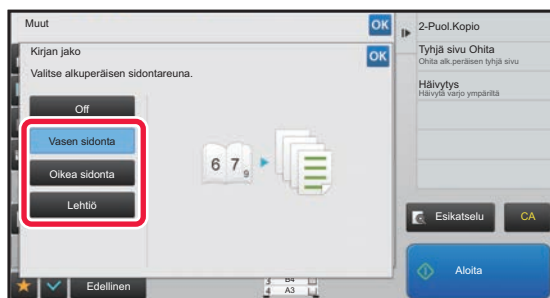 Muut
OK
Kirjan jako
OK
Valitse alkuperäisen sidontareuna.
Off
Vasen sidonta
Oikea sidonta
Lehtiö
6 7 9
2-Puol.Kopio
Tyhjä sivu Ohita
Ohita alk.peräisen tyhjä sivu
Häivytys
Häivytä varjo ympäriltä
Esikatselu
CA
Aloita
Edellinen
3 B4
4 A3